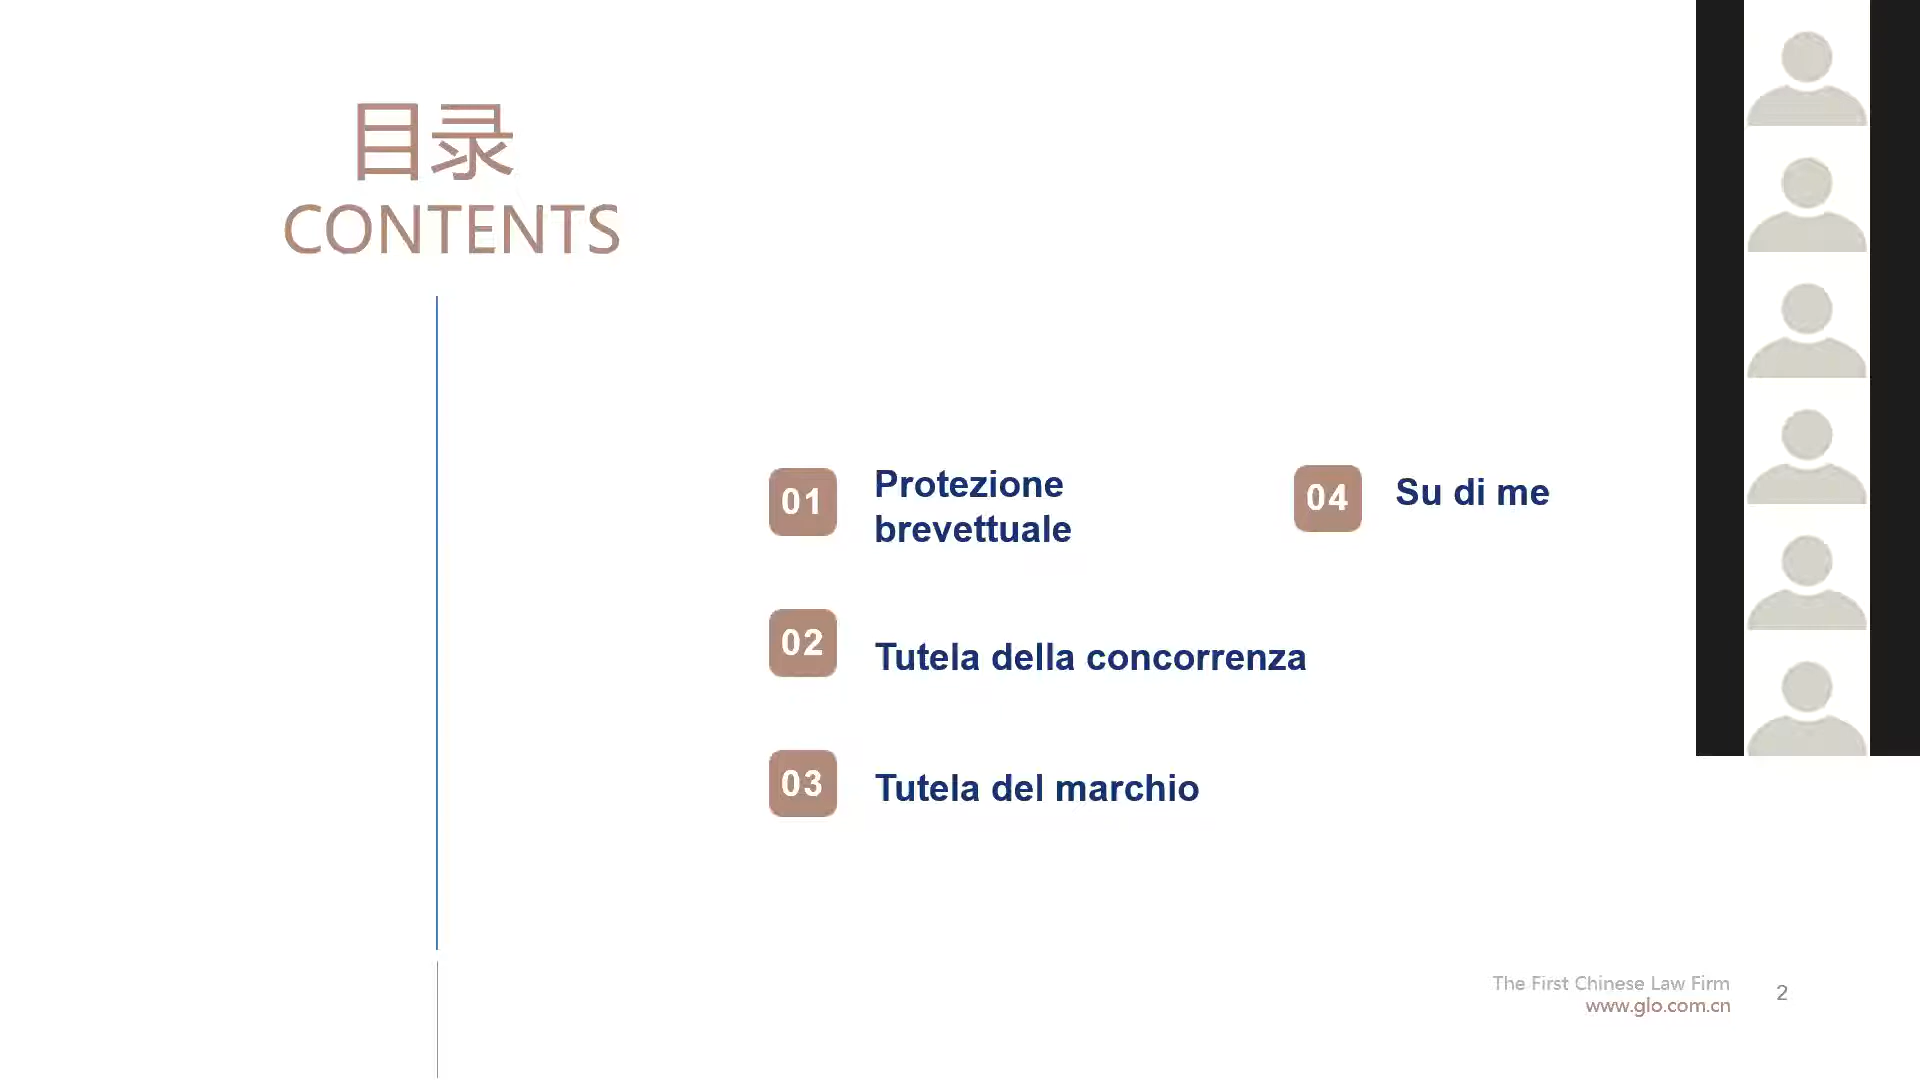 目录
CONTENTS
01
Protezione
brevettuale
02
Tutela della concorrenza
03
Tutela del marchio
04
Su di me
The First Chinese Law Firm
www.glo.com.cn
2